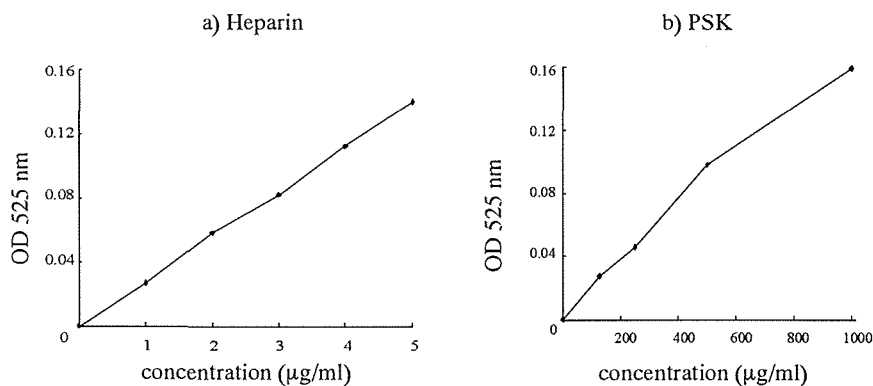 a) Heparin
OD 525 nm
0.16
0.12
0.08
0.04
0
1 2 3 4 5
concentration (µg/ml)
b) PSK
OD 525 nm
0.16
0.12
0.08
0.04
0
200 400 600 800 1000
concentration (µg/ml)